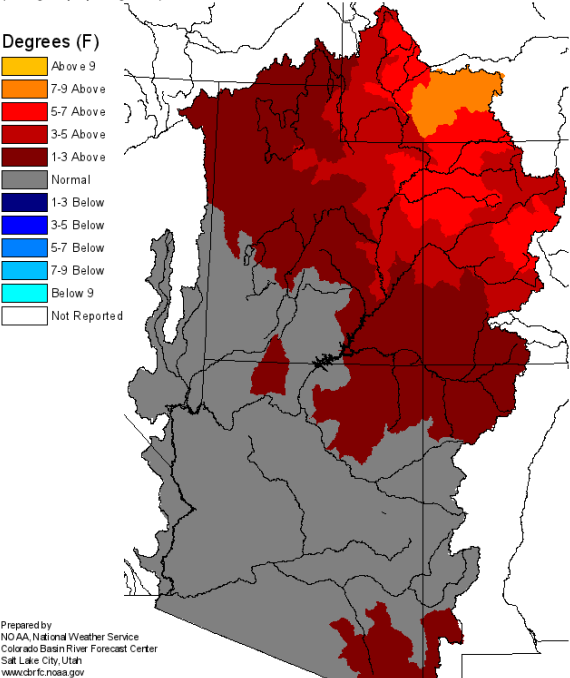 Degrees (F)
Above 9
7-9 Above
5-7 Above
3-5 Above
1-3 Above
Normal
1-3 Below
3-5 Below
5-7 Below
7-9 Below
Below 9
Not Reported
Prepared by
NOAA, National Weather Service
Colorado Basin River Forecast Center
Salt Lake City, Utah
www.cbrfc.noaa.gov